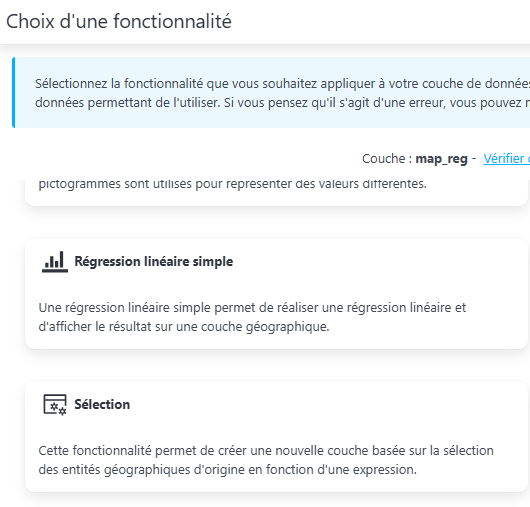 Choix d'une fonctionnalité
Sélectionnez la fonctionnalité que vous souhaitez appliquer à votre couche de données
données permettant de l'utiliser. Si vous pensez qu'il s'agit d'une erreur, vous pouvez
Couche : map_reg - Vérifier
pictogrammes sont utilisés pour représenter des valeurs différentes.
Régression linéaire simple
Une régression linéaire simple permet de réaliser une régression linéaire et
d'afficher le résultat sur une couche géographique.
Sélection
Cette fonctionnalité permet de créer une nouvelle couche basée sur la sélection
des entités géographiques d'origine en fonction d'une expression.